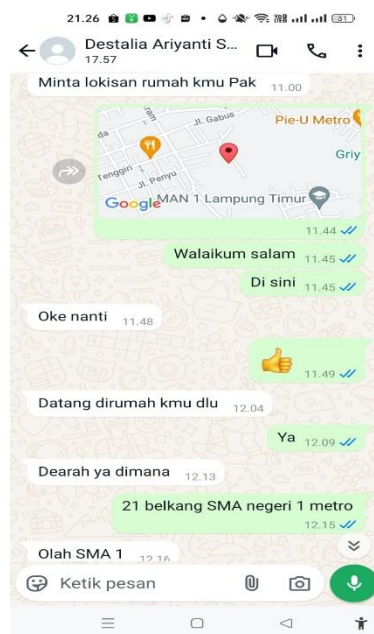 21.26
31
Destalia Ariyanti S...
17.57
Minta lokisan rumah kmu Pak 11.00
Jl. Gabus
Pie-U Metro
Griy
Tenggiri
Jl. Penyu
Google
MAN 1 Lampung Timur
11.44
Walaikum salam 11.45
Di sini 11.45
Oke nanti 11.48
11.49
Datang dirumah kmu dlu 12.04
Ya 12.09
Dearah ya dimana 12.13
21 belkang SMA negeri 1 metro
12.15
Olah SMA 1 12.16
Ketik pesan